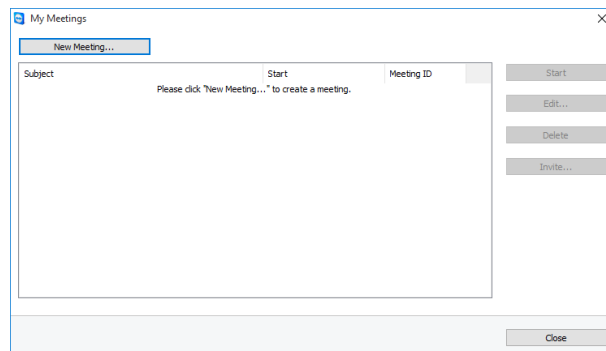 My Meetings
New Meeting...
Subject Start Meeting ID
Please click "New Meeting..." to create a meeting.
Start
Edit...
Delete
Invite...
Close